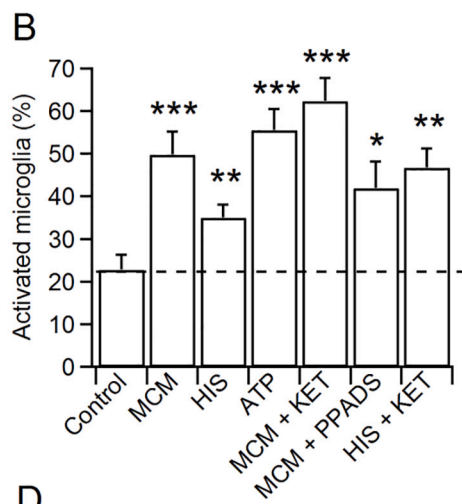 B
Activated microglia (%)
70
60
50
40
30
20
10
0
***
**
***
***
*
**
Control
MCM
HIS
ATP
MCM + KET
MCM + PPADS
HIS + KET
D